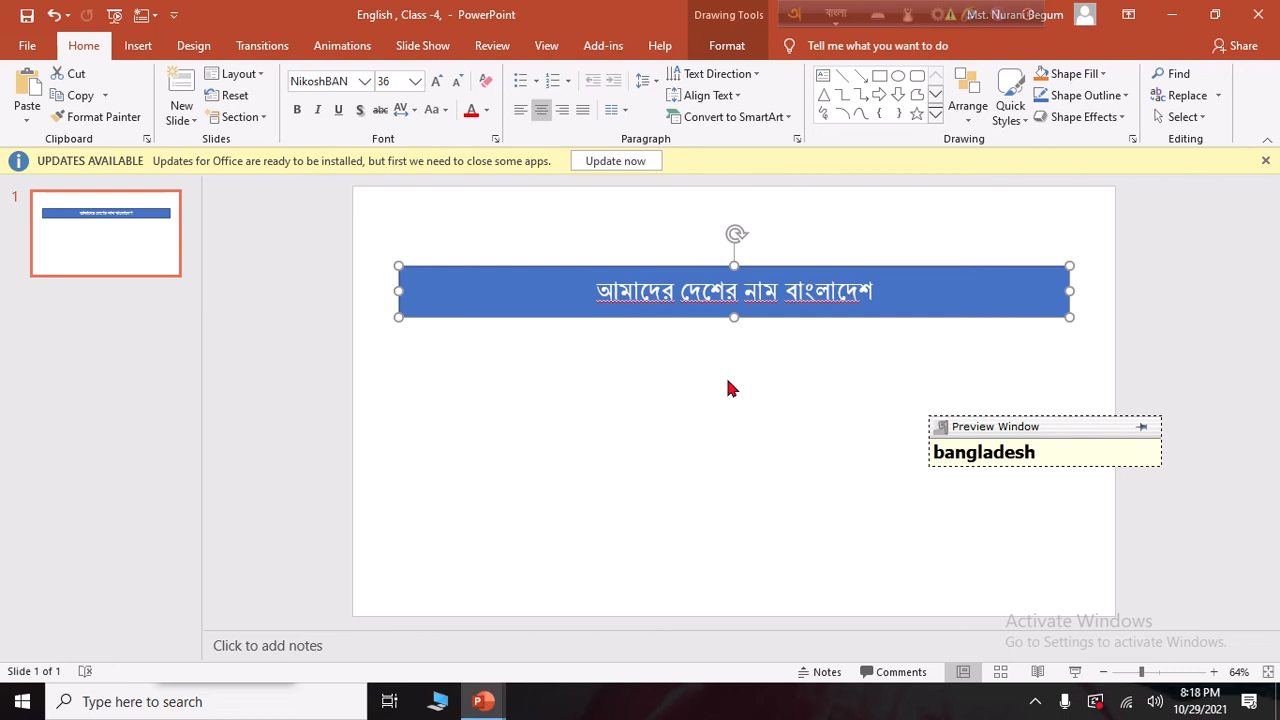 English , Class -4,  -  PowerPoint
Drawing Tools
বাংলা
Mst. Nurani Begum
File Home Insert Design Transitions Animations Slide Show Review View Add-ins Help Format Tell me what you want to do Share
Paste
Cut
Copy
Format Painter
Clipboard
New Slide
Layout
Reset
Section
Slides
NikoshBAN 36
B I U S abc AV Aa A
Font
Text Direction
Align Text
Convert to SmartArt
Paragraph
Arrange
Quick Styles
Shape Fill
Shape Outline
Shape Effects
Drawing
Find
Replace
Select
Editing
UPDATES AVAILABLE Updates for Office are ready to be installed, but first we need to close some apps. Update now
1
আমাদের দেশের নাম বাংলাদেশ
আমাদের দেশের নাম বাংলাদেশ
Preview Window
bangladesh
Activate Windows
Go to Settings to activate Windows.
Click to add notes
Slide 1 of 1 Notes Comments 64%
Type here to search
8:18 PM
10/29/2021